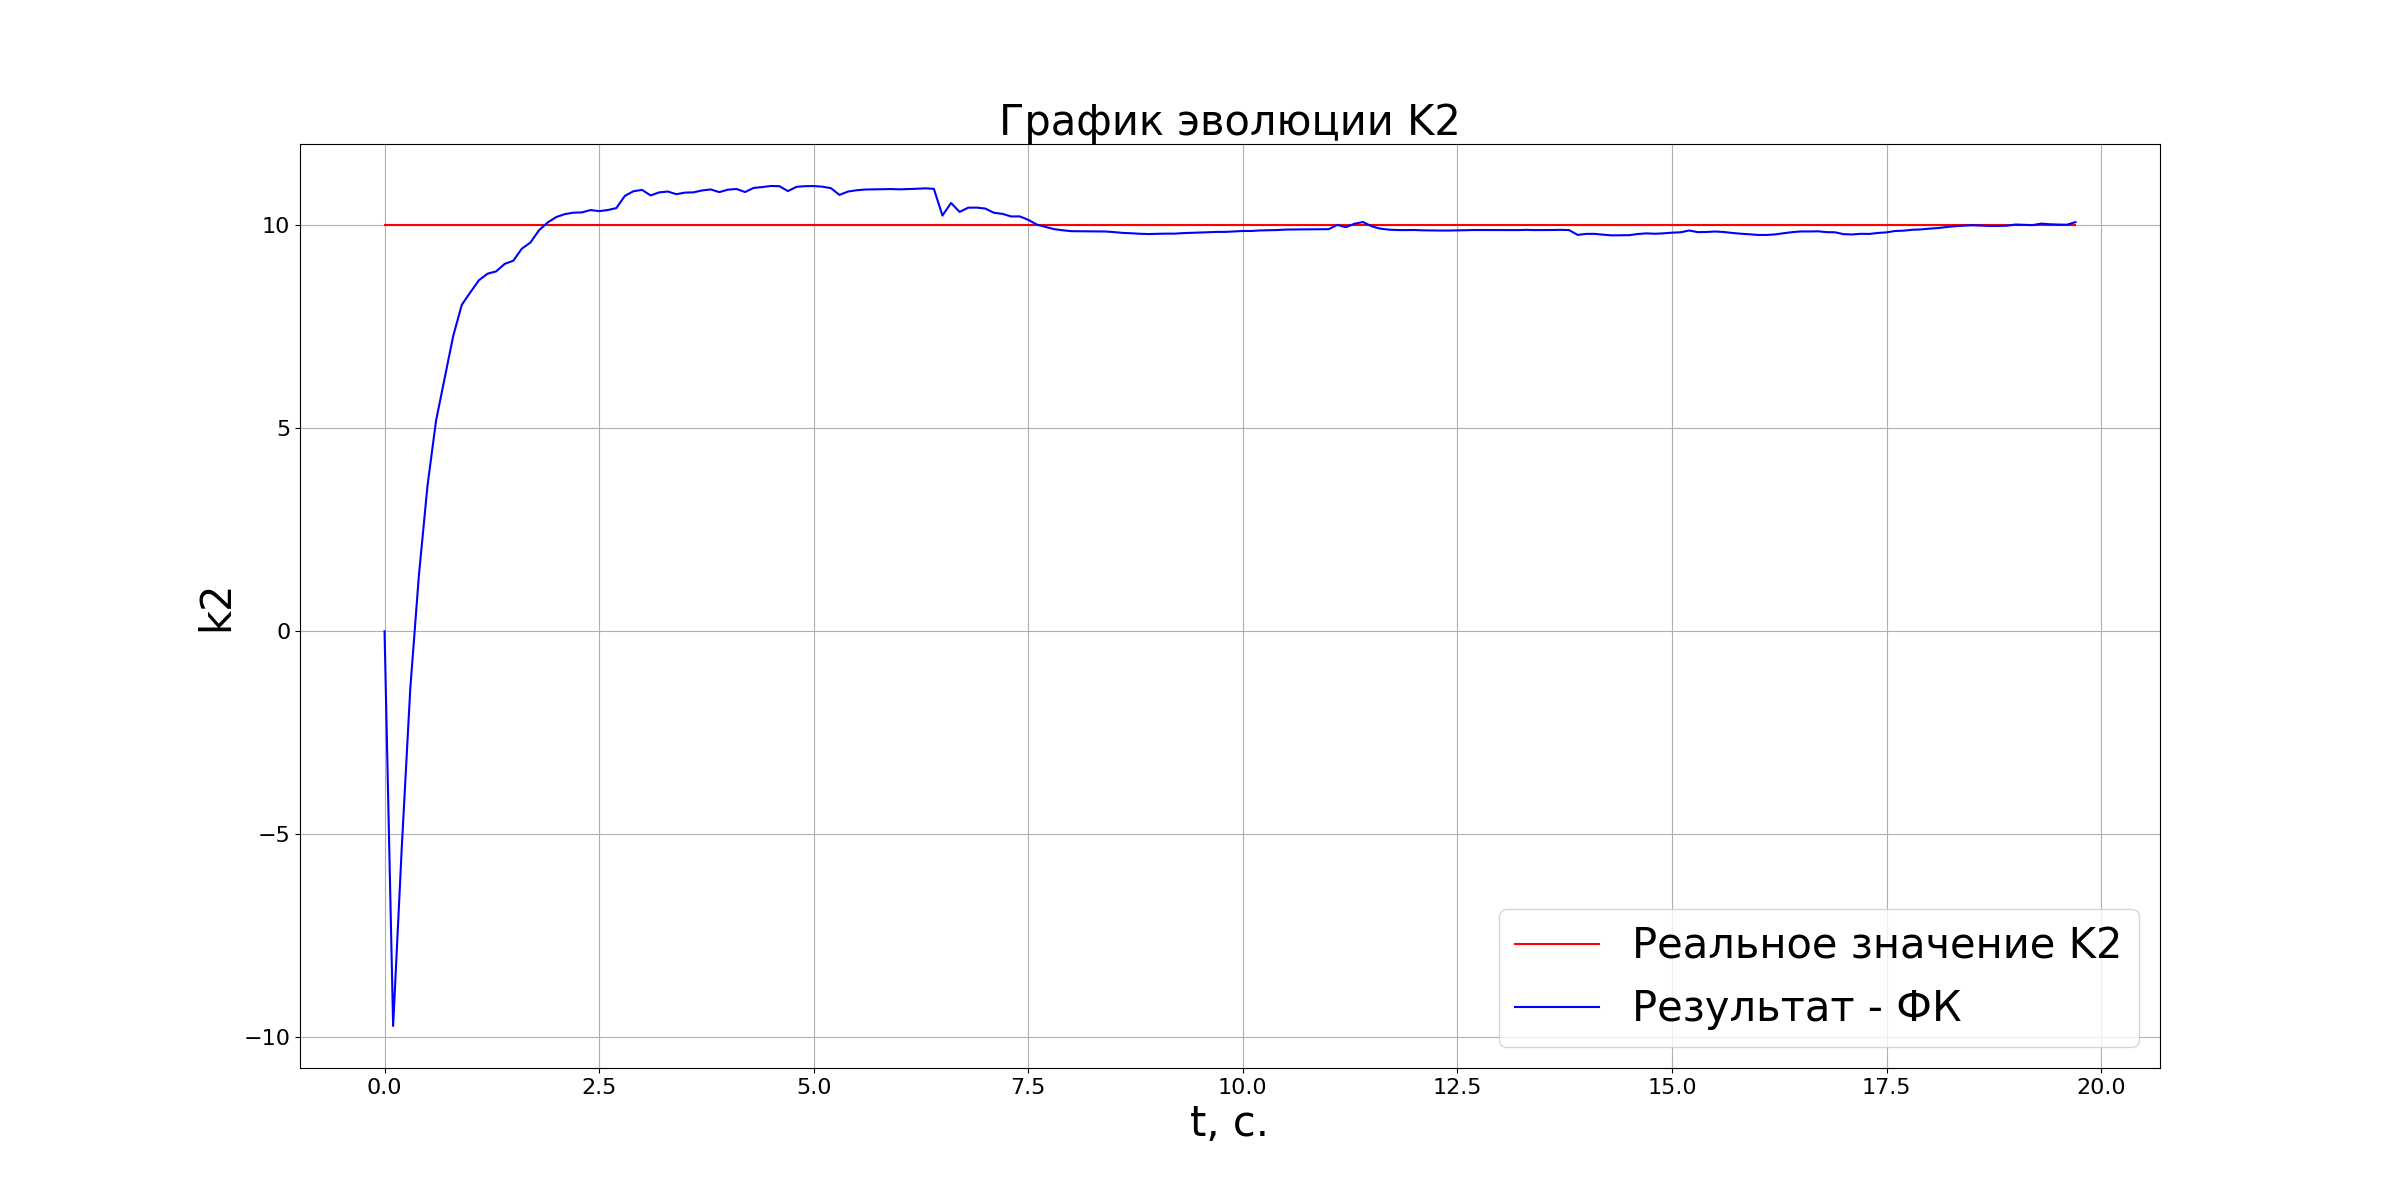 График эволюции K2
10
5
0
−5
−10
k2
0.0 2.5 5.0 7.5 10.0 12.5 15.0 17.5 20.0
t, с.
Реальное значение K2
Результат - ФК